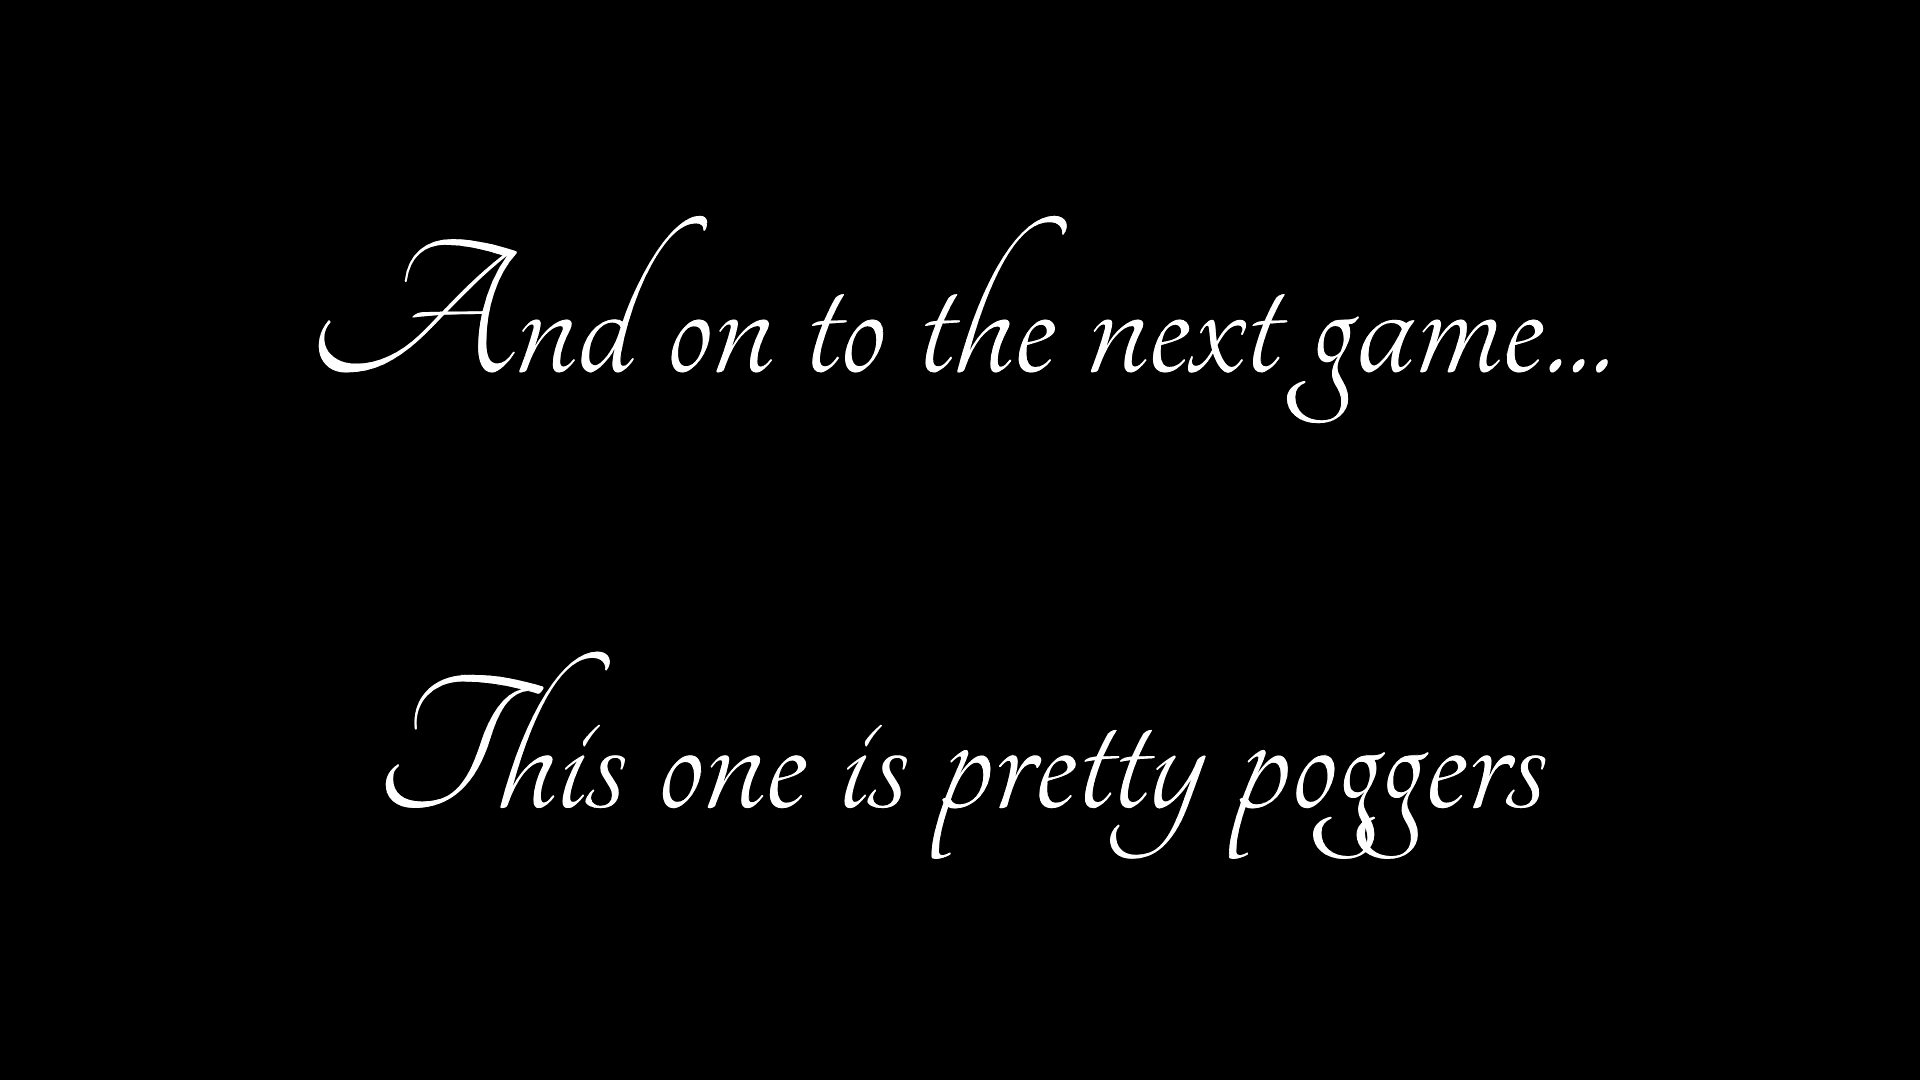 And on to the next game...
This one is pretty poggers